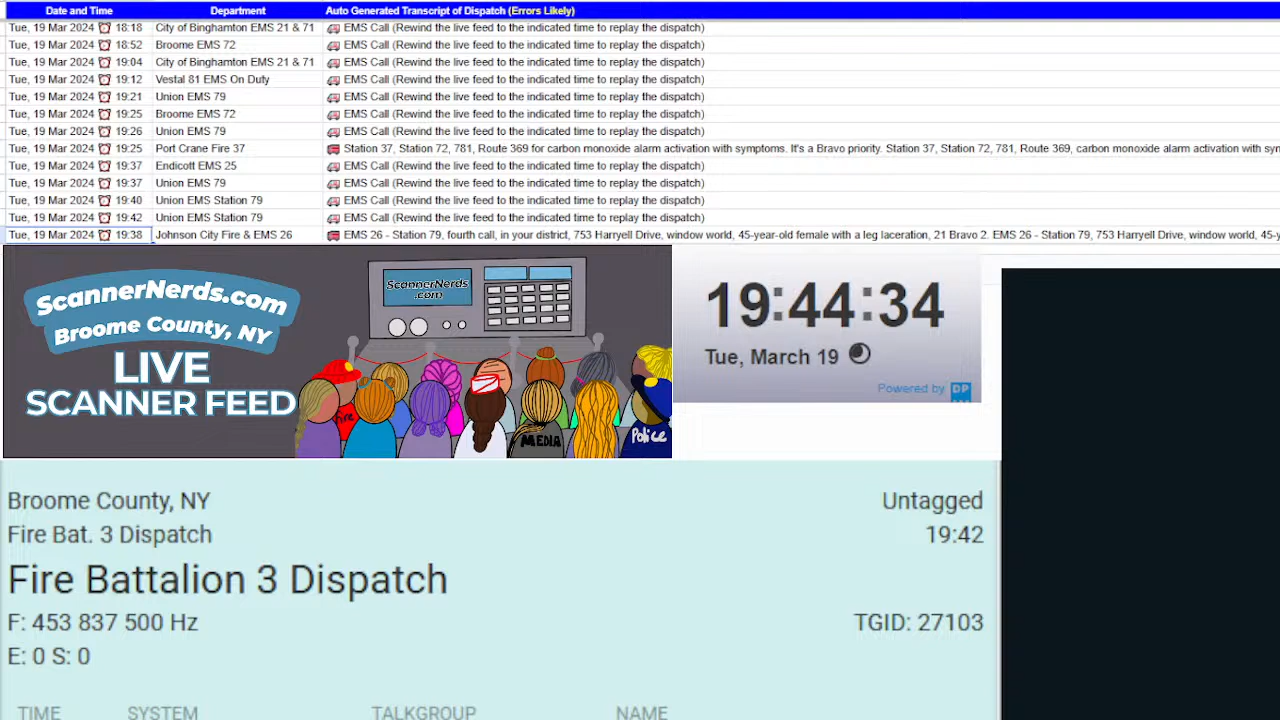 Date and Time Department Auto Generated Transcript of Dispatch (Errors Likely)
Tue, 19 Mar 2024 ⏰ 18:18 City of Binghamton EMS 21 & 71 🚑 EMS Call (Rewind the live feed to the indicated time to replay the dispatch)
Tue, 19 Mar 2024 ⏰ 18:52 Broome EMS 72 🚑 EMS Call (Rewind the live feed to the indicated time to replay the dispatch)
Tue, 19 Mar 2024 ⏰ 19:04 City of Binghamton EMS 21 & 71 🚑 EMS Call (Rewind the live feed to the indicated time to replay the dispatch)
Tue, 19 Mar 2024 ⏰ 19:12 Vestal 81 EMS On Duty 🚑 EMS Call (Rewind the live feed to the indicated time to replay the dispatch)
Tue, 19 Mar 2024 ⏰ 19:21 Union EMS 79 🚑 EMS Call (Rewind the live feed to the indicated time to replay the dispatch)
Tue, 19 Mar 2024 ⏰ 19:25 Broome EMS 72 🚑 EMS Call (Rewind the live feed to the indicated time to replay the dispatch)
Tue, 19 Mar 2024 ⏰ 19:26 Union EMS 79 🚑 EMS Call (Rewind the live feed to the indicated time to replay the dispatch)
Tue, 19 Mar 2024 ⏰ 19:25 Port Crane Fire 37 🚒 Station 37, Station 72, 781, Route 369 for carbon monoxide alarm activation with symptoms. It's a Bravo priority. Station 37, Station 72, 781, Route 369, carbon monoxide alarm activation with sym
Tue, 19 Mar 2024 ⏰ 19:37 Endicott EMS 25 🚑 EMS Call (Rewind the live feed to the indicated time to replay the dispatch)
Tue, 19 Mar 2024 ⏰ 19:37 Union EMS 79 🚑 EMS Call (Rewind the live feed to the indicated time to replay the dispatch)
Tue, 19 Mar 2024 ⏰ 19:40 Union EMS Station 79 🚑 EMS Call (Rewind the live feed to the indicated time to replay the dispatch)
Tue, 19 Mar 2024 ⏰ 19:42 Union EMS Station 79 🚑 EMS Call (Rewind the live feed to the indicated time to replay the dispatch)
Tue, 19 Mar 2024 ⏰ 19:38 Johnson City Fire & EMS 26 🚒 EMS 26 - Station 79, fourth call, in your district, 753 Harryell Drive, window world, 45-year-old female with a leg laceration, 21 Bravo 2. EMS 26 - Station 79, 753 Harryell Drive, window world, 45-y
ScannerNerds.com
Broome County, NY
LIVE
SCANNER FEED
ScannerNerds
.com
Fire
MEDIA
Police
19:44:34
Tue, March 19
Powered by DP
Broome County, NY Untagged
Fire Bat. 3 Dispatch 19:42
Fire Battalion 3 Dispatch
F: 453 837 500 Hz TGID: 27103
E: 0 S: 0
TIME SYSTEM TALKGROUP NAME